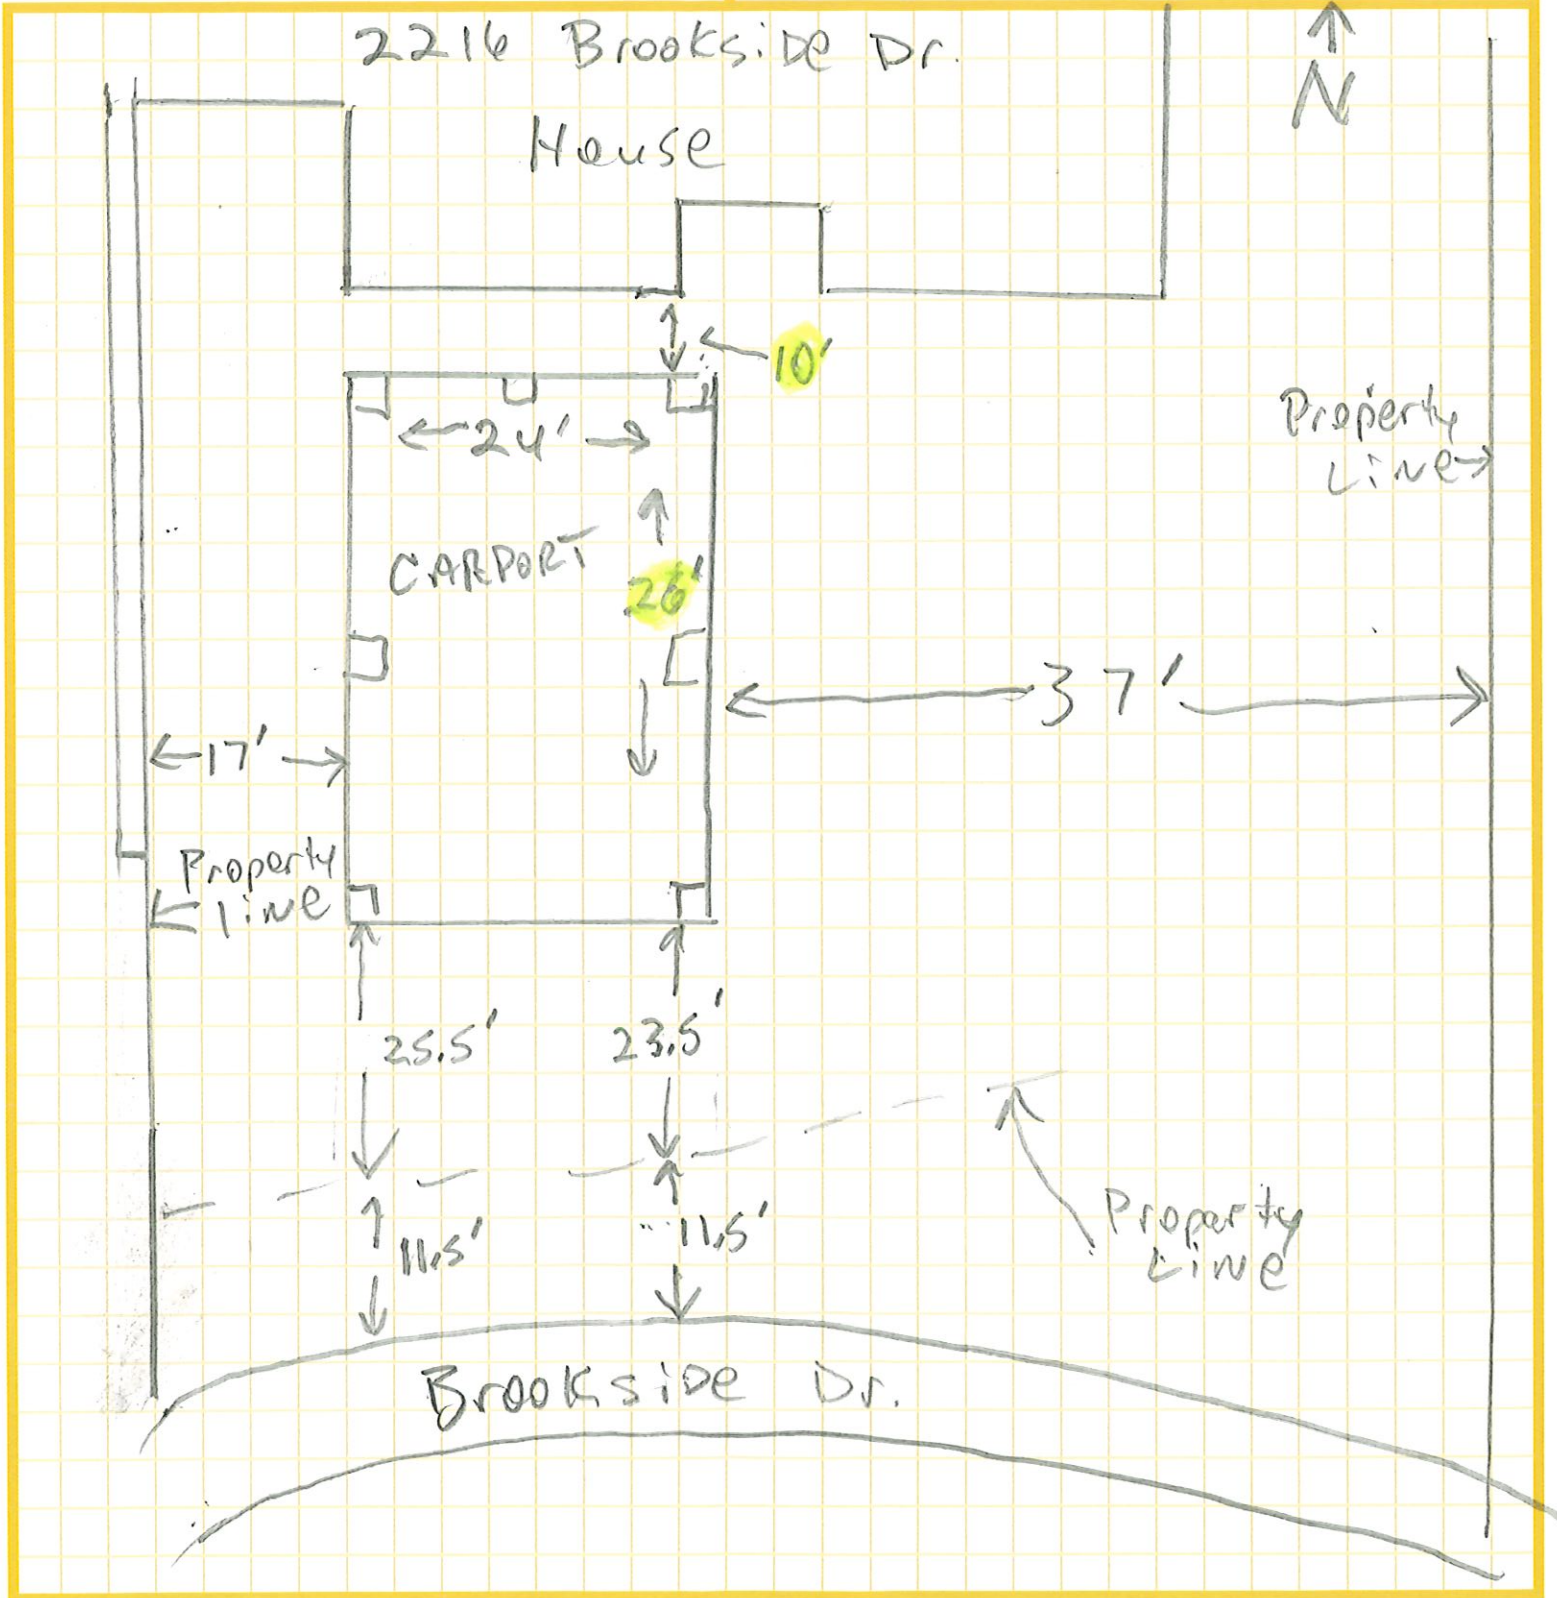 2216 Brookside Dr.
N
House
10'
24'
Property
Line
CARPORT
26'
37'
17'
Property
line
25.5'
23.5'
11.5'
11.5'
Property
Line
Brookside Dr.